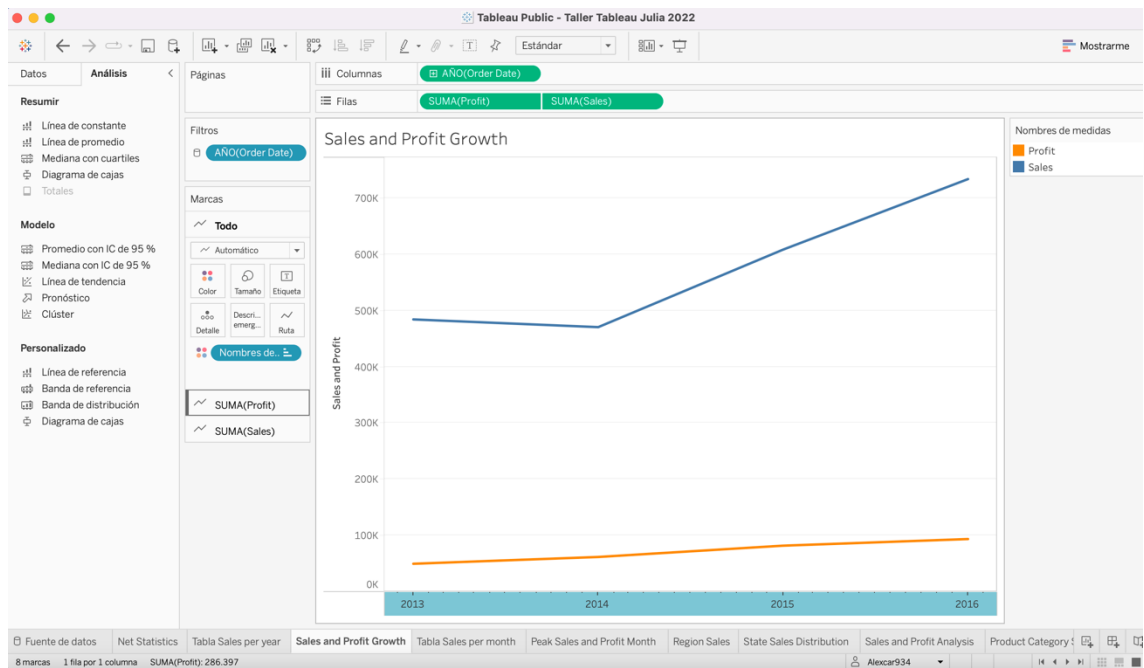 Tableau Public - Taller Tableau Julia 2022
Estándar
Mostrarme
Datos
Análisis
Páginas
Columnas
AÑO(Order Date)
Filas
SUMA(Profit)
SUMA(Sales)
Resumir
Línea de constante
Línea de promedio
Mediana con cuartiles
Diagrama de cajas
Totales
Modelo
Promedio con IC de 95 %
Mediana con IC de 95 %
Línea de tendencia
Pronóstico
Clúster
Personalizado
Línea de referencia
Banda de referencia
Banda de distribución
Diagrama de cajas
Filtros
AÑO(Order Date)
Marcas
Todo
Automático
Color
Tamaño
Etiqueta
Detalle
Descri...
emerg...
Ruta
Nombres de..
SUMA(Profit)
SUMA(Sales)
Sales and Profit Growth
Sales and Profit
700K
600K
500K
400K
300K
200K
100K
0K
2013 2014 2015 2016
Nombres de medidas
Profit
Sales
Fuente de datos
Net Statistics
Tabla Sales per year
Sales and Profit Growth
Tabla Sales per month
Peak Sales and Profit Month
Region Sales
State Sales Distribution
Sales and Profit Analysis
Product Category
8 marcas 1 fila por 1 columna SUMA(Profit): 286.397
Alexcar934